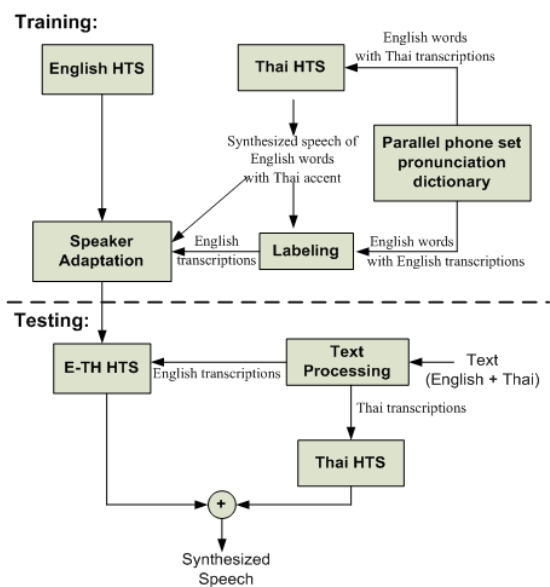 Training:
English HTS
Thai HTS
English words
with Thai transcriptions
Synthesized speech of
English words
with Thai accent
Parallel phone set
pronunciation
dictionary
Speaker
Adaptation
English
transcriptions
Labeling
English words
with English transcriptions
Testing:
E-TH HTS
English transcriptions
Text
Processing
Text
(English + Thai)
Thai transcriptions
Thai HTS
+
Synthesized
Speech